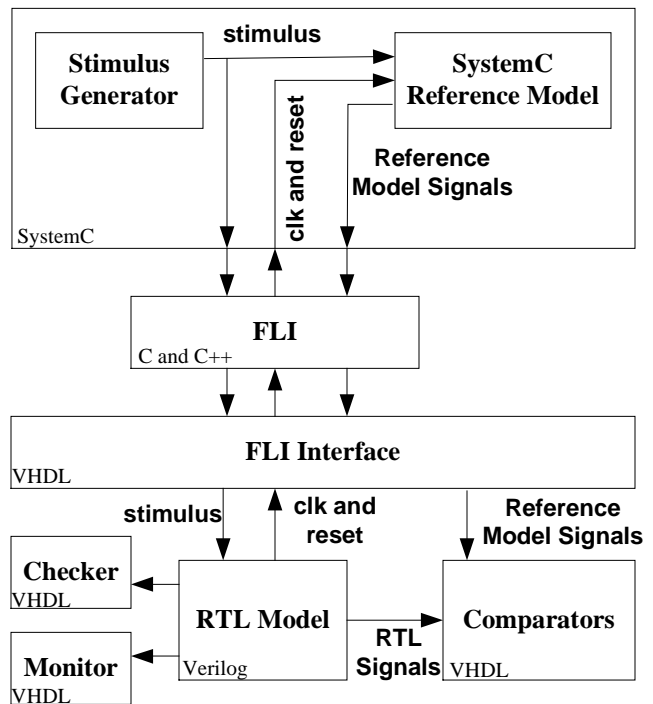 stimulus
Stimulus
Generator
SystemC
Reference Model
clk and reset
Reference
Model Signals
SystemC
FLI
C and C++
FLI Interface
VHDL
stimulus
clk and
reset
Reference
Model Signals
Checker
VHDL
RTL Model
Verilog
RTL
Signals
Comparators
VHDL
Monitor
VHDL